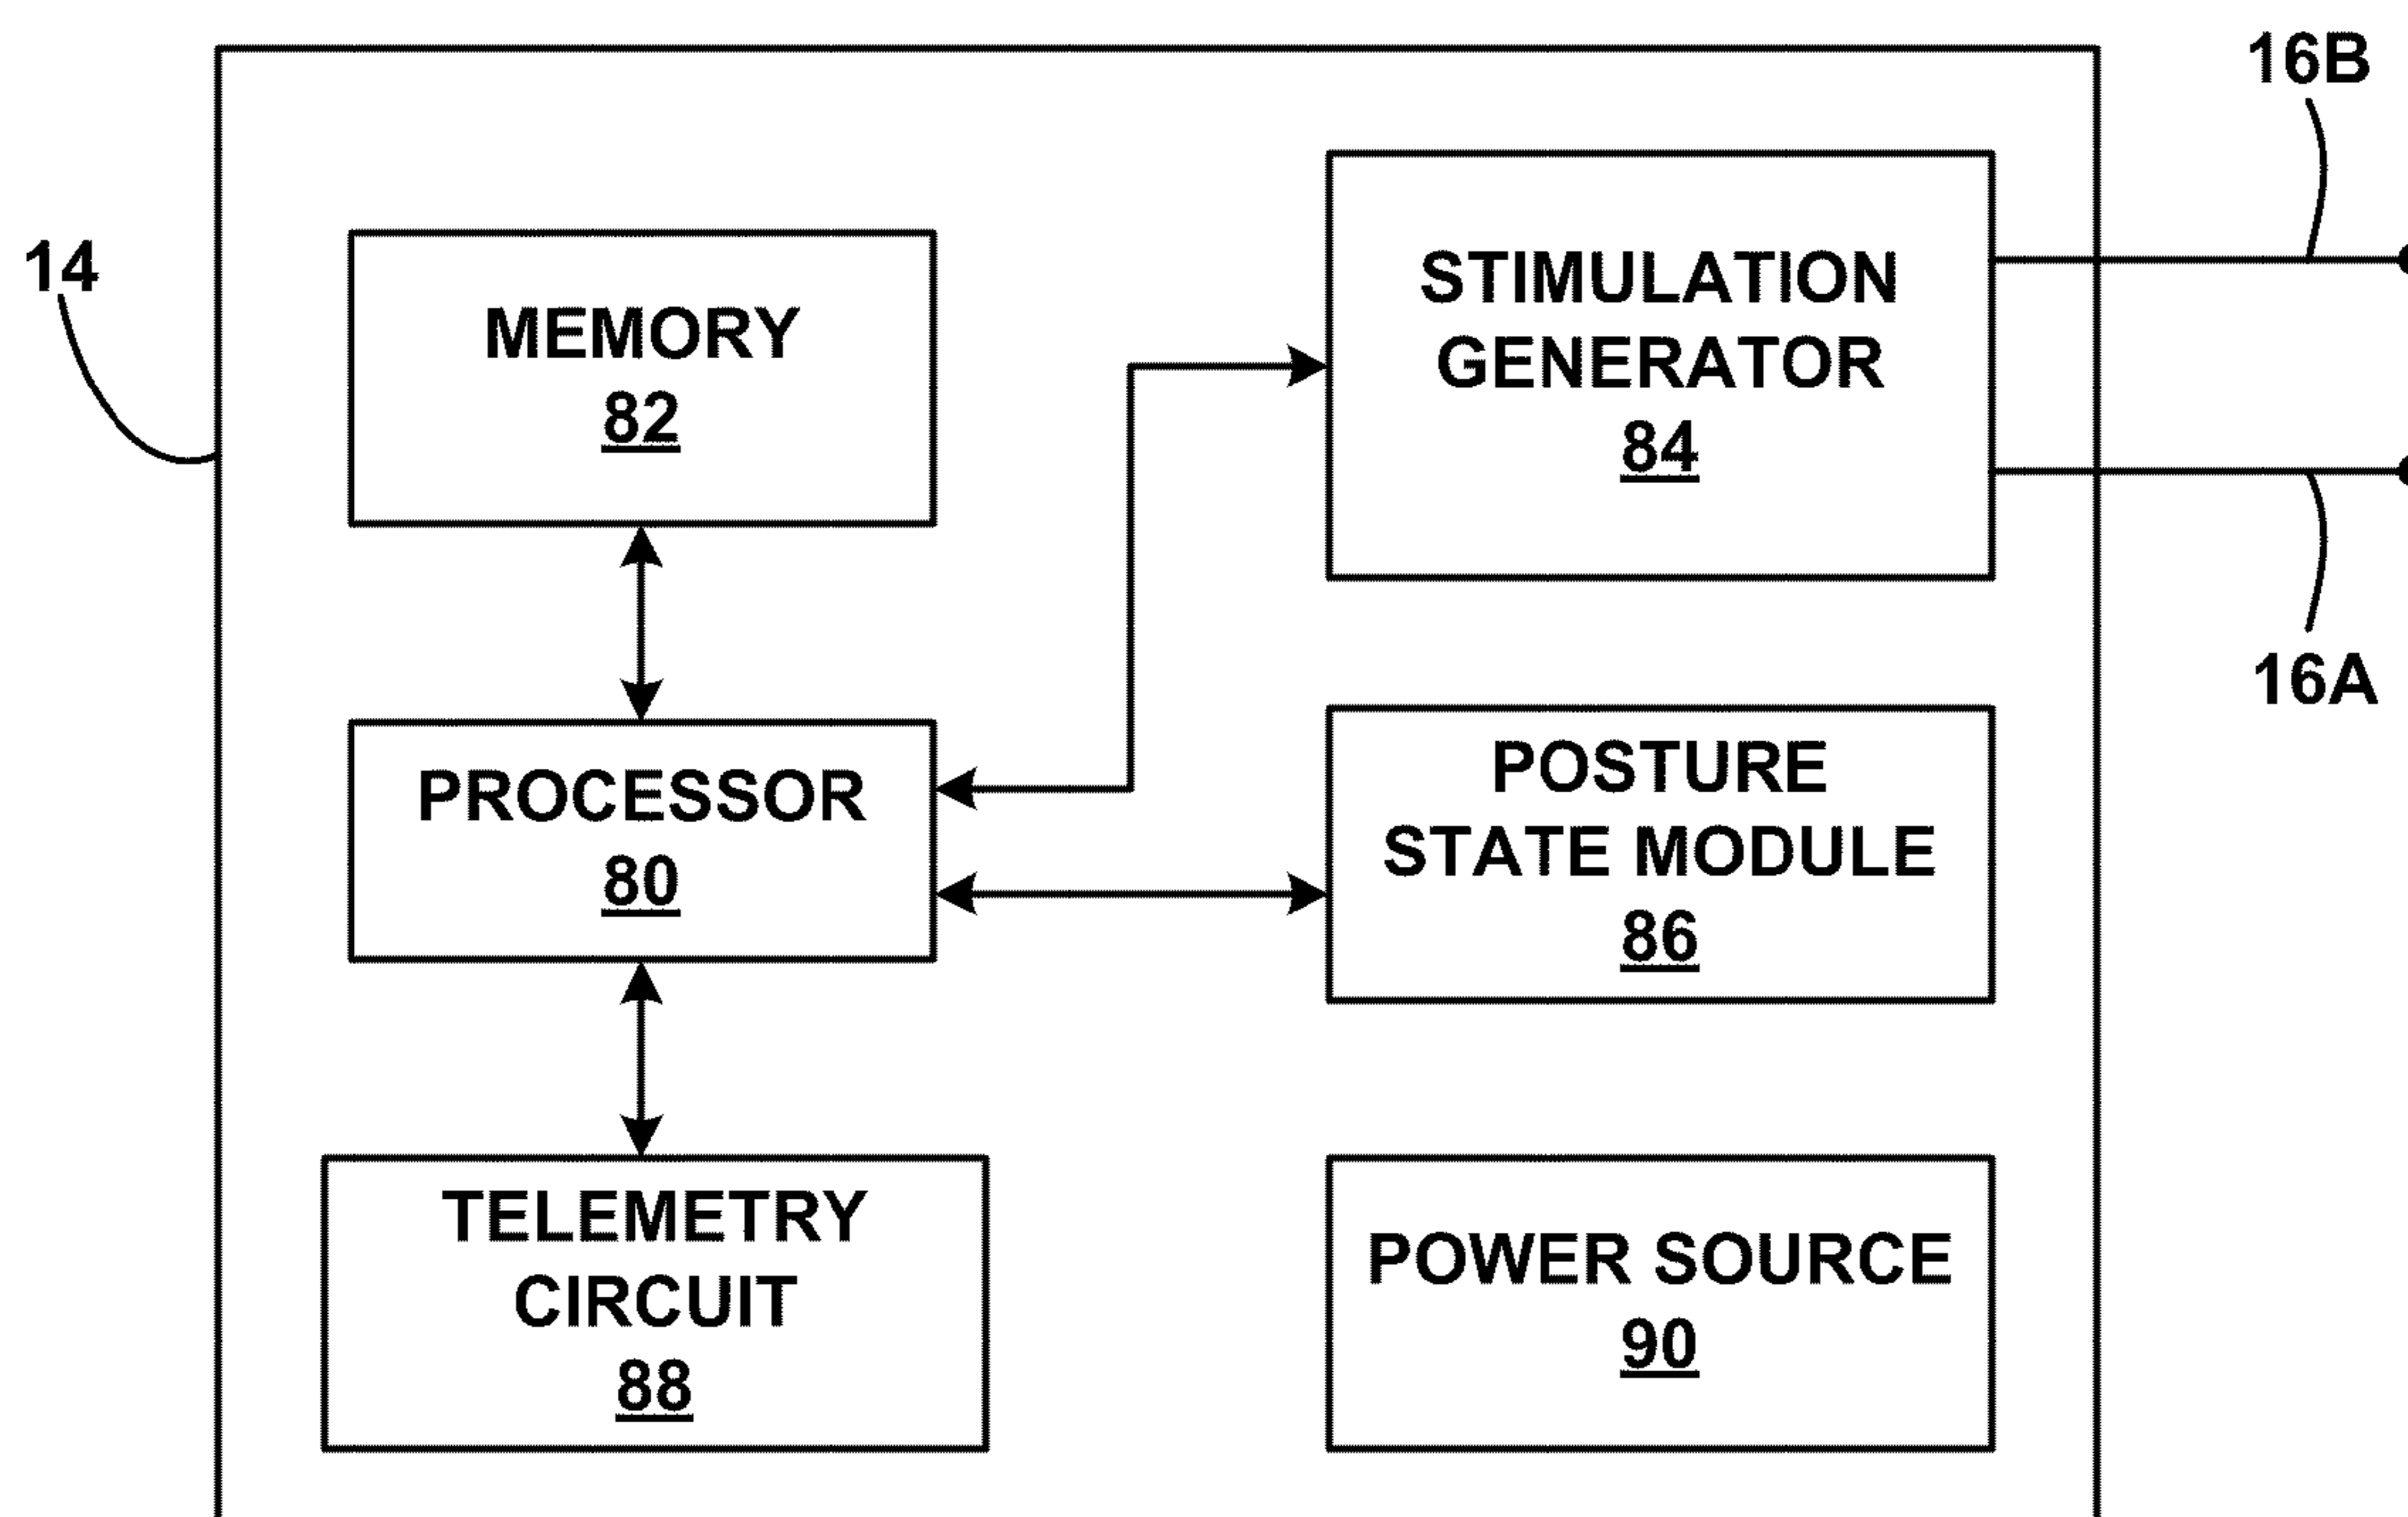 16B
14
MEMORY
82
STIMULATION
GENERATOR
84
16A
PROCESSOR
80
POSTURE
STATE MODULE
86
TELEMETRY
CIRCUIT
88
POWER SOURCE
90